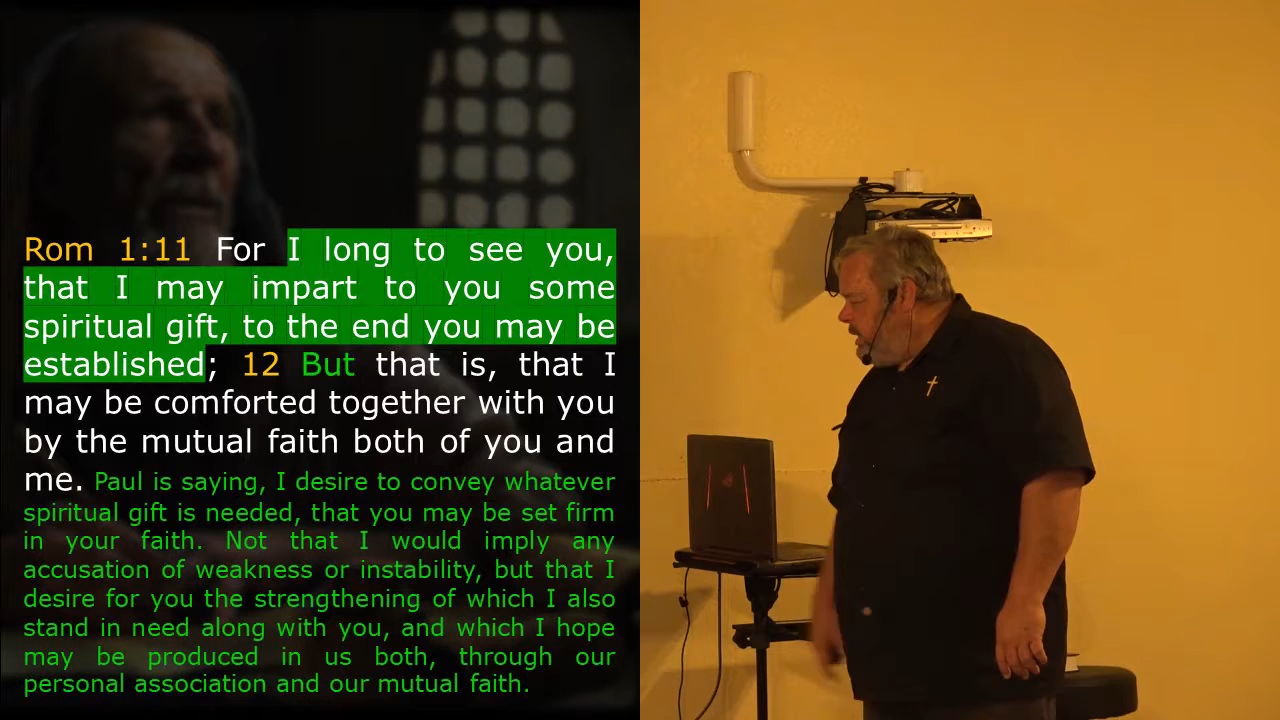 Rom 1:11 For I long to see you,
that I may impart to you some
spiritual gift, to the end you may be
established; 12 But that is, that I
may be comforted together with you
by the mutual faith both of you and
me. Paul is saying, I desire to convey whatever
spiritual gift is needed, that you may be set firm
in your faith. Not that I would imply any
accusation of weakness or instability, but that I
desire for you the strengthening of which I also
stand in need along with you, and which I hope
may be produced in us both, through our
personal association and our mutual faith.